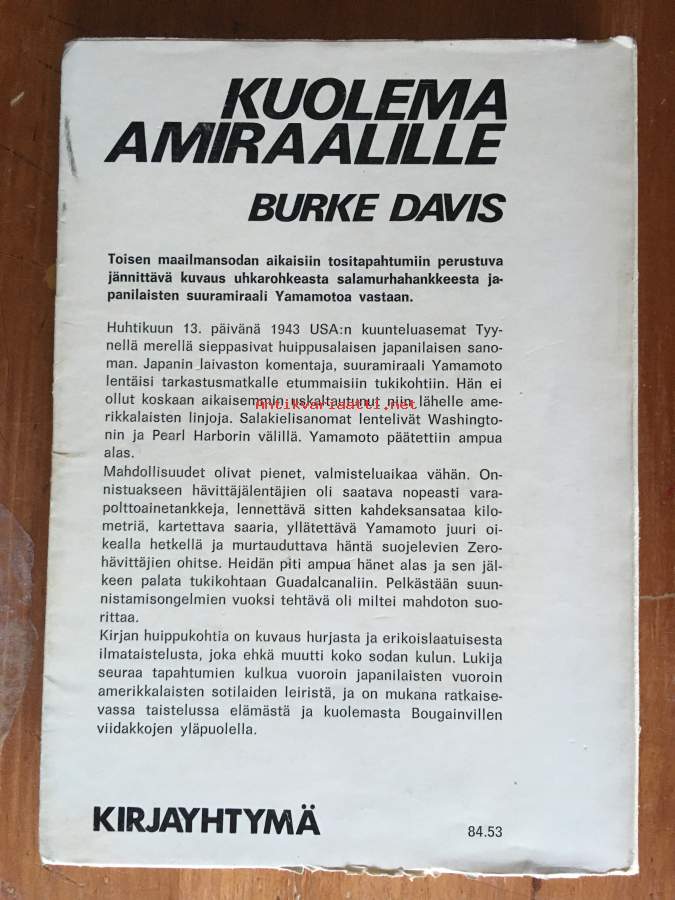 KUOLEMA
AMIRAALILLE
BURKE DAVIS
Toisen maailmansodan aikaisiin tositapahtumiin perustuva
jännittävä kuvaus uhkarohkeasta salamurhahankkeesta ja-
panilaisten suuramiraali Yamamotoa vastaan.
Huhtikuun 13. päivänä 1943 USA:n kuunteluasemat Tyy-
nellä merellä sieppasivat huippusalaisen japanilaisen sano-
man. Japanin laivaston komentaja, suuramiraali Yamamoto
lentäisi tarkastusmatkalle etummaisiin tukikohtiin. Hän ei
ollut koskaan aikaisemmin uskaltautunut niin lähelle ame-
Antikvariaatti.net
rikkalaisten linjoja. Salakielisanomat lentelivät Washingto-
nin ja Pearl Harborin välillä. Yamamoto päätettiin ampua
alas.
Mahdollisuudet olivat pienet, valmisteluaikaa vähän. On-
nistuakseen hävittäjälentäjien oli saatava nopeasti vara-
polttoainetankkeja, lennettävä sitten kahdeksansataa kilo-
metriä, kartettava saaria, yllätettävä Yamamoto juuri oi-
kealla hetkellä ja murtauduttava häntä suojelevien Zero-
hävittäjien ohitse. Heidän piti ampua hänet alas ja sen jäl-
keen palata tukikohtaan Guadalcanaliin. Pelkästään suun-
nistamisongelmien vuoksi tehtävä oli miltei mahdoton suo-
rittaa.
Kirjan huippukohtia on kuvaus hurjasta ja erikoislaatuisesta
ilmataistelusta, joka ehkä muutti koko sodan kulun. Lukija
seuraa tapahtumien kulkua vuoroin japanilaisten vuoroin
amerikkalaisten sotilaiden leiristä, ja on mukana ratkaise-
vassa taistelussa elämästä ja kuolemasta Bougainvillen
viidakkojen yläpuolella.
KIRJAYHTYMÄ
84.53